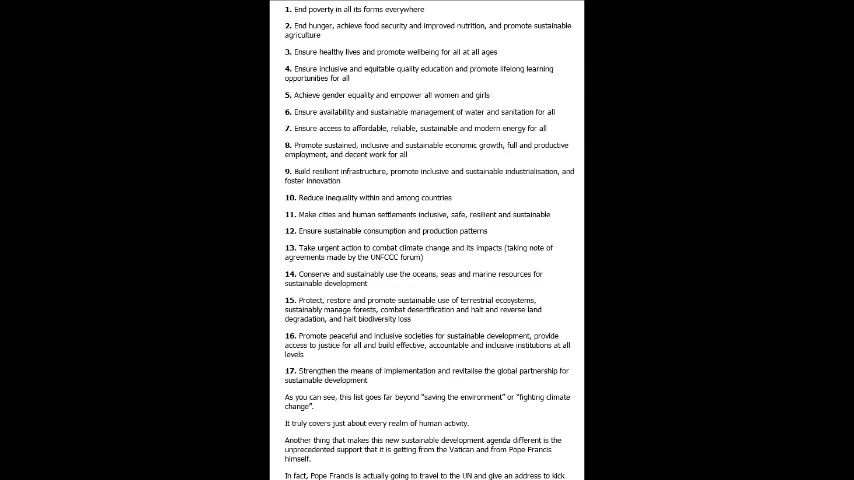 1. End poverty in all its forms everywhere
2. End hunger, achieve food security and improved nutrition, and promote sustainable
agriculture
3. Ensure healthy lives and promote wellbeing for all at all ages
4. Ensure inclusive and equitable quality education and promote lifelong learning
opportunities for all
5. Achieve gender equality and empower all women and girls
6. Ensure availability and sustainable management of water and sanitation for all
7. Ensure access to affordable, reliable, sustainable and modern energy for all
8. Promote sustained, inclusive and sustainable economic growth, full and productive
employment, and decent work for all
9. Build resilient infrastructure, promote inclusive and sustainable industrialisation, and
foster innovation
10. Reduce inequality within and among countries
11. Make cities and human settlements inclusive, safe, resilient and sustainable
12. Ensure sustainable consumption and production patterns
13. Take urgent action to combat climate change and its impacts (taking note of
agreements made by the UNFCCC forum)
14. Conserve and sustainably use the oceans, seas and marine resources for
sustainable development
15. Protect, restore and promote sustainable use of terrestrial ecosystems,
sustainably manage forests, combat desertification and halt and reverse land
degradation, and halt biodiversity loss
16. Promote peaceful and inclusive societies for sustainable development, provide
access to justice for all and build effective, accountable and inclusive institutions at all
levels
17. Strengthen the means of implementation and revitalise the global partnership for
sustainable development
As you can see, this list goes far beyond “saving the environment” or “fighting climate
change”.
It truly covers just about every realm of human activity.
Another thing that makes this new sustainable development agenda different is the
unprecedented support that it is getting from the Vatican and from Pope Francis
himself.
In fact, Pope Francis is actually going to travel to the UN and give an address to kick